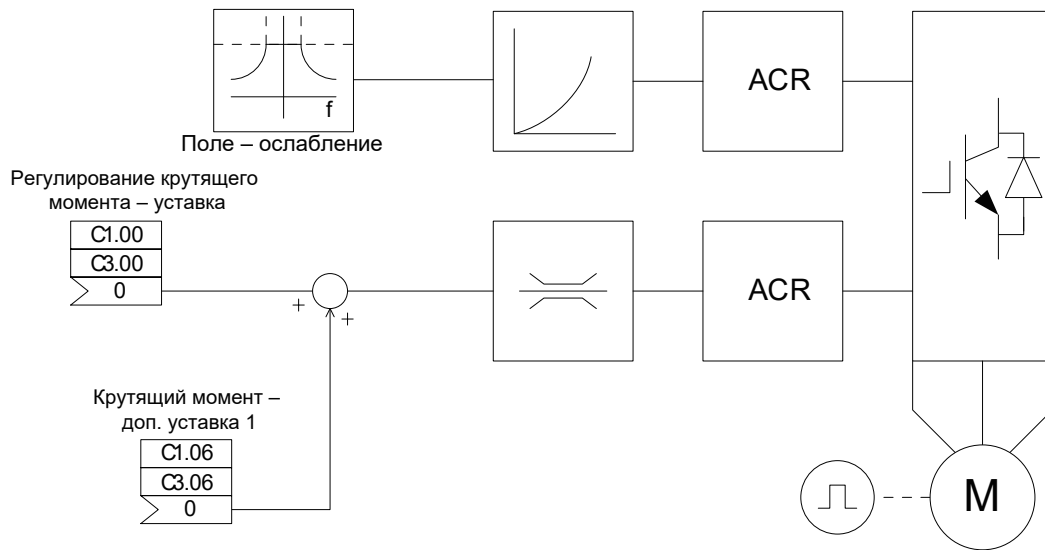 f
Поле – ослабление
ACR
Регулирование крутящего
момента – уставка
C1.00
C3.00
0
+
+
ACR
Крутящий момент –
доп. уставка 1
C1.06
C3.06
0
M